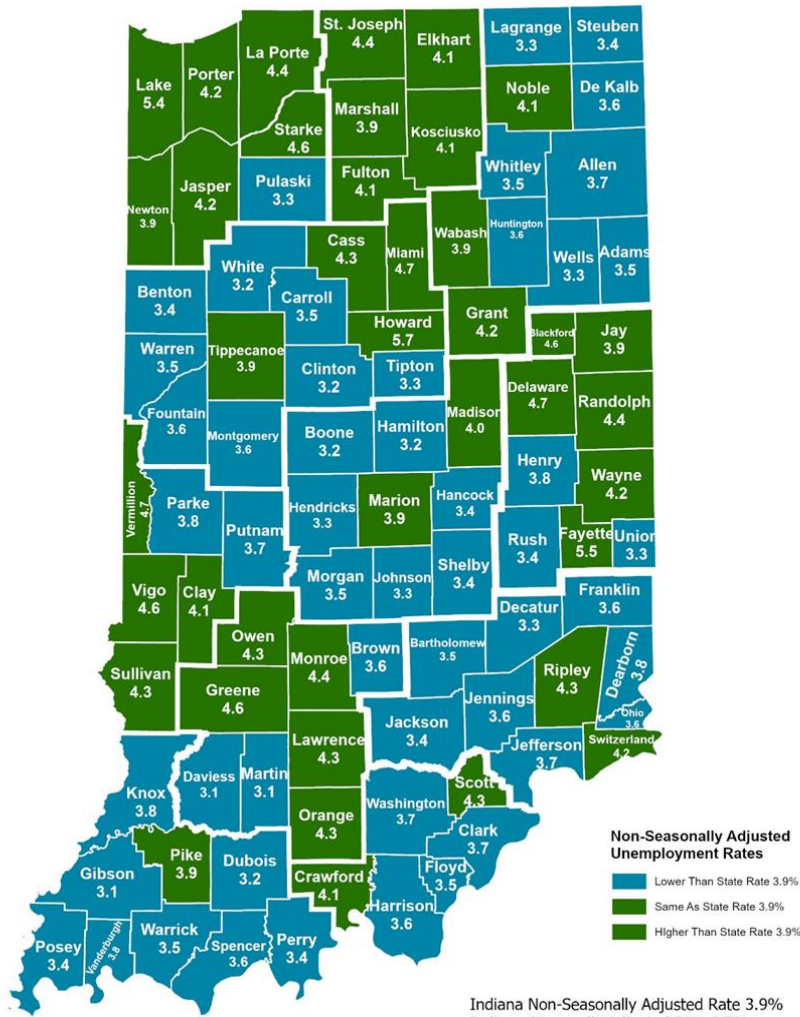 St. Joseph
4.4
Elkhart
4.1
Lagrange
3.3
Steuben
3.4
La Porte
4.4
Porter
4.2
Lake
5.4
Noble
4.1
De Kalb
3.6
Marshall
3.9
Kosciusko
4.1
Starke
4.6
Whitley
3.5
Allen
3.7
Pulaski
3.3
Fulton
4.1
Jasper
4.2
Newton
3.9
Huntington
3.6
Wabash
3.9
Cass
4.3
Miami
4.7
Wells
3.3
Adams
3.5
White
3.2
Benton
3.4
Carroll
3.5
Grant
4.2
Howard
5.7
Blackford
4.6
Jay
3.9
Warren
3.5
Tippecanoe
3.9
Clinton
3.2
Tipton
3.3
Delaware
4.7
Randolph
4.4
Madison
4.0
Fountain
3.6
Montgomery
3.6
Boone
3.2
Hamilton
3.2
Henry
3.8
Wayne
4.2
Vermillion
4.7
Parke
3.8
Hendricks
3.3
Marion
3.9
Hancock
3.4
Putnam
3.7
Rush
3.4
Fayette
5.5
Union
3.3
Morgan
3.5
Johnson
3.3
Shelby
3.4
Vigo
4.6
Clay
4.1
Franklin
3.6
Decatur
3.3
Owen
4.3
Monroe
4.4
Brown
3.6
Bartholomew
3.5
Dearborn
3.8
Ripley
4.3
Sullivan
4.3
Greene
4.6
Jennings
3.6
Ohio
3.6
Jackson
3.4
Switzerland
4.2
Jefferson
3.7
Lawrence
4.3
Daviess
3.1
Martin
3.1
Knox
3.8
Scott
4.3
Washington
3.7
Orange
4.3
Clark
3.7
Pike
3.9
Dubois
3.2
Gibson
3.1
Crawford
4.1
Floyd
3.5
Harrison
3.6
Posey
3.4
Vanderburgh
3.8
Warrick
3.5
Spencer
3.6
Perry
3.4
Non-Seasonally Adjusted
Unemployment Rates
Lower Than State Rate 3.9%
Same As State Rate 3.9%
HIgher Than State Rate 3.9%
Indiana Non-Seasonally Adjusted Rate 3.9%